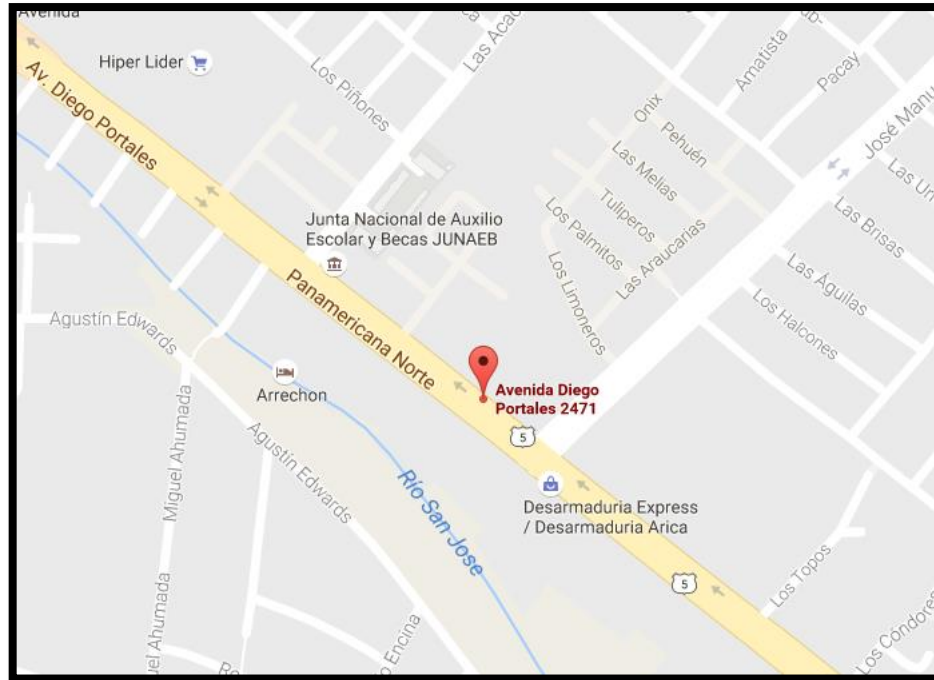 Avenida
Hiper Lider
Los Piñones
Las Acac
Amatista
Pacay
Onix
Pehuén
José Manu
Av. Diego Portales
Las Melias
Tuliperos
Los Palmitos
Las Araucarias
Los Limoneros
Las Un
Las Brisas
Las Águilas
Los Halcones
Junta Nacional de Auxilio
Escolar y Becas JUNAEB
Panamericana Norte
Agustín Edwards
Arrechon
Avenida Diego
Portales 2471
5
Miguel Ahumada
Agustín Edwards
Río San Jose
Desarmaduria Express
/ Desarmaduria Arica
5
Los Topos
Los Cóndores
uel Ahumada
o Encina